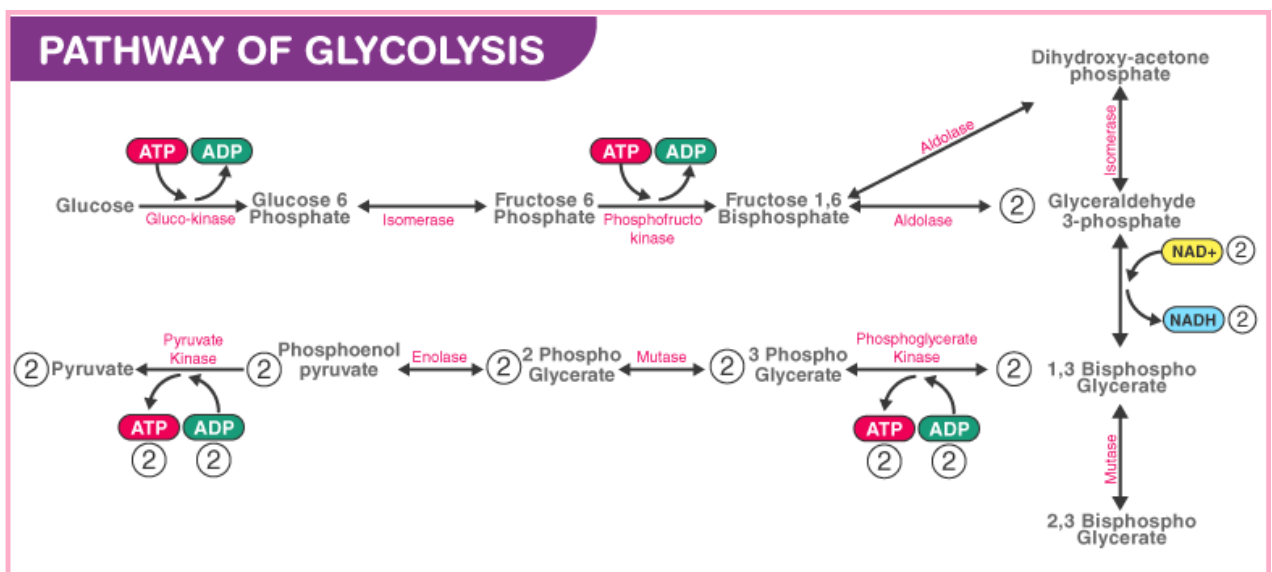 PATHWAY OF GLYCOLYSIS
Dihydroxy-acetone
phosphate
Aldolase
Isomerase
ATP ADP
ATP ADP
Glucose
Gluco-kinase
Glucose 6
Phosphate
Isomerase
Fructose 6
Phosphate
Phosphofructo
kinase
Fructose 1,6
Bisphosphate
Aldolase
2
Glyceraldehyde
3-phosphate
NAD+ 2
NADH 2
2 Pyruvate
Pyruvate
Kinase
ATP ADP
2 2
2
Phosphoenol
pyruvate
Enolase
2
2 Phospho
Glycerate
Mutase
2
3 Phospho
Glycerate
Phosphoglycerate
Kinase
ATP ADP
2 2
2
1,3 Bisphospho
Glycerate
Mutase
2,3 Bisphospho
Glycerate